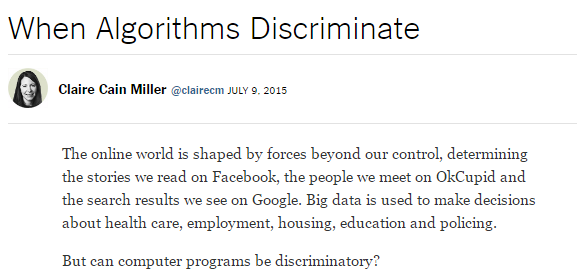 When Algorithms Discriminate
Claire Cain Miller @clairecm JULY 9, 2015
The online world is shaped by forces beyond our control, determining
the stories we read on Facebook, the people we meet on OkCupid and
the search results we see on Google. Big data is used to make decisions
about health care, employment, housing, education and policing.
But can computer programs be discriminatory?